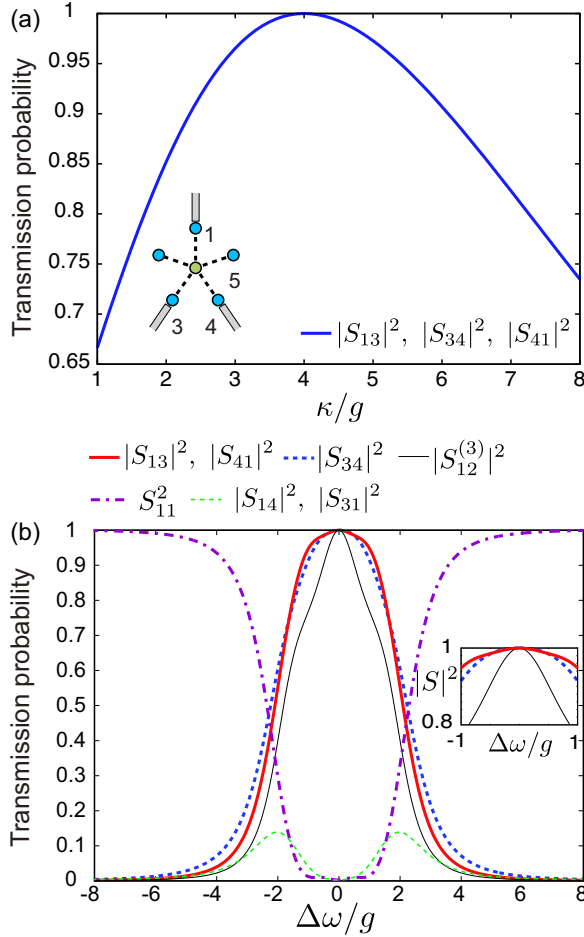 (a)
Transmission probability
1
0.95
0.9
0.85
0.8
0.75
0.7
0.65
1 2 3 4 5 6 7 8
κ/g
1
5
3 4
|S₁₃|², |S₃₄|², |S₄₁|²
|S₁₃|², |S₄₁|² |S₃₄|² |S₁₂⁽³⁾|²
S₁₁² |S₁₄|², |S₃₁|²
(b)
Transmission probability
1
0.9
0.8
0.7
0.6
0.5
0.4
0.3
0.2
0.1
0
-8 -6 -4 -2 0 2 4 6 8
Δω/g
1
|S|²
0.8
-1 1
Δω/g